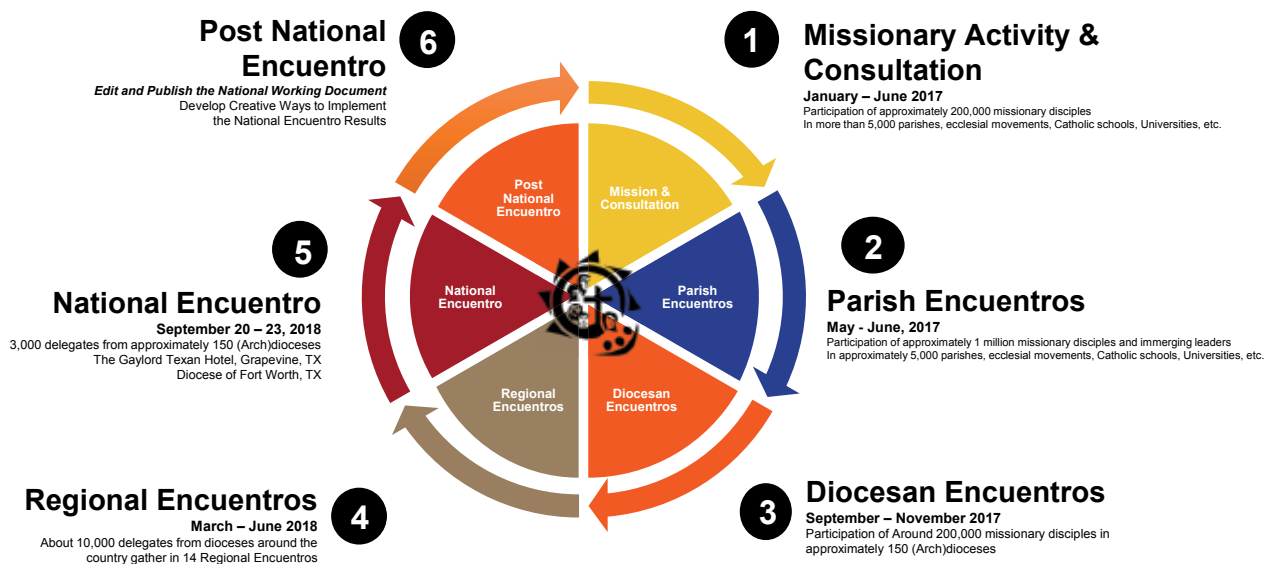 1
Missionary Activity &
Consultation
January – June 2017
Participation of approximately 200,000 missionary disciples
In more than 5,000 parishes, ecclesial movements, Catholic schools, Universities, etc.
2
Parish Encuentros
May - June, 2017
Participation of approximately 1 million missionary disciples and immerging leaders
In approximately 5,000 parishes, ecclesial movements, Catholic schools, Universities, etc.
3
Diocesan Encuentros
September – November 2017
Participation of Around 200,000 missionary disciples in
approximately 150 (Arch)dioceses
4
Regional Encuentros
March – June 2018
About 10,000 delegates from dioceses around the
country gather in 14 Regional Encuentros
5
National Encuentro
September 20 – 23, 2018
3,000 delegates from approximately 150 (Arch)dioceses
The Gaylord Texan Hotel, Grapevine, TX
Diocese of Fort Worth, TX
6
Post National
Encuentro
Edit and Publish the National Working Document
Develop Creative Ways to Implement
the National Encuentro Results
Mission &
Consultation
Parish
Encuentros
Diocesan
Encuentros
Regional
Encuentros
National
Encuentro
Post
National
Encuentro